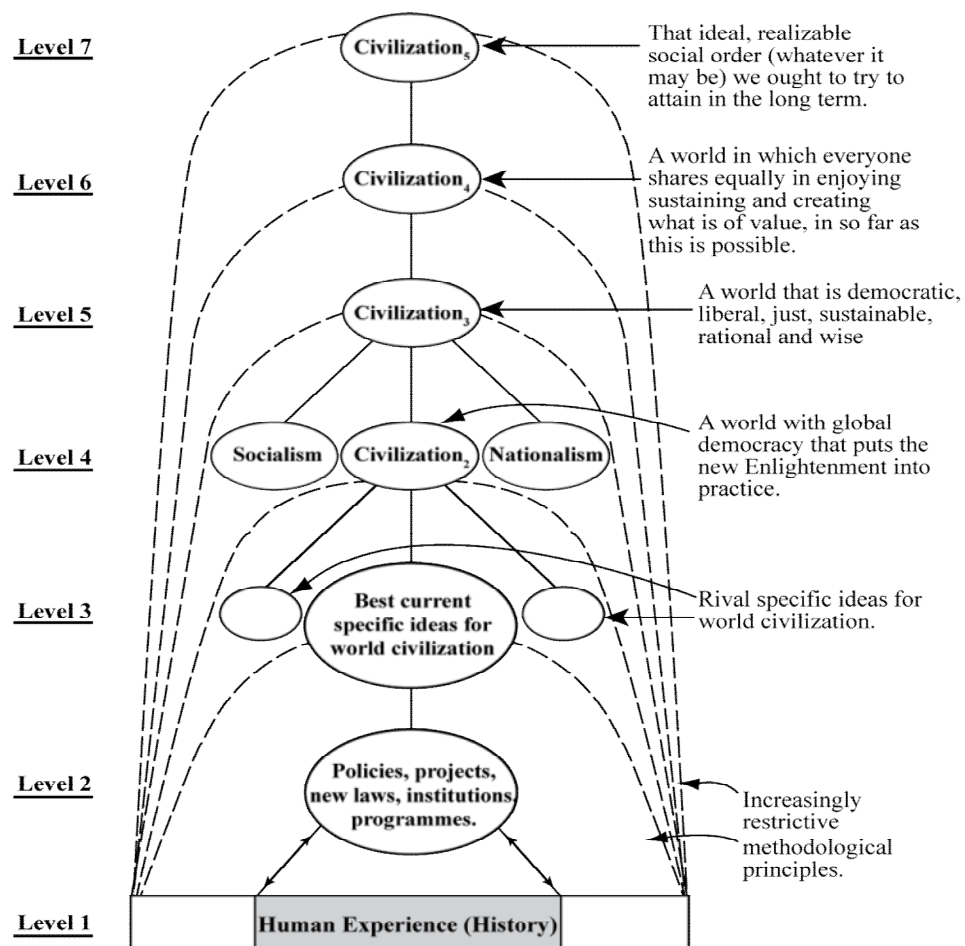 Level 7
Civilization₅
That ideal, realizable
social order (whatever it
may be) we ought to try to
attain in the long term.
Level 6
Civilization₄
A world in which everyone
shares equally in enjoying
sustaining and creating
what is of value, in so far as
this is possible.
Level 5
Civilization₃
A world that is democratic,
liberal, just, sustainable,
rational and wise
Level 4
Socialism
Civilization₂
Nationalism
A world with global
democracy that puts the
new Enlightenment into
practice.
Level 3
Best current
specific ideas for
world civilization
Rival specific ideas for
world civilization.
Level 2
Policies, projects,
new laws, institutions,
programmes.
Increasingly
restrictive
methodological
principles.
Level 1
Human Experience (History)